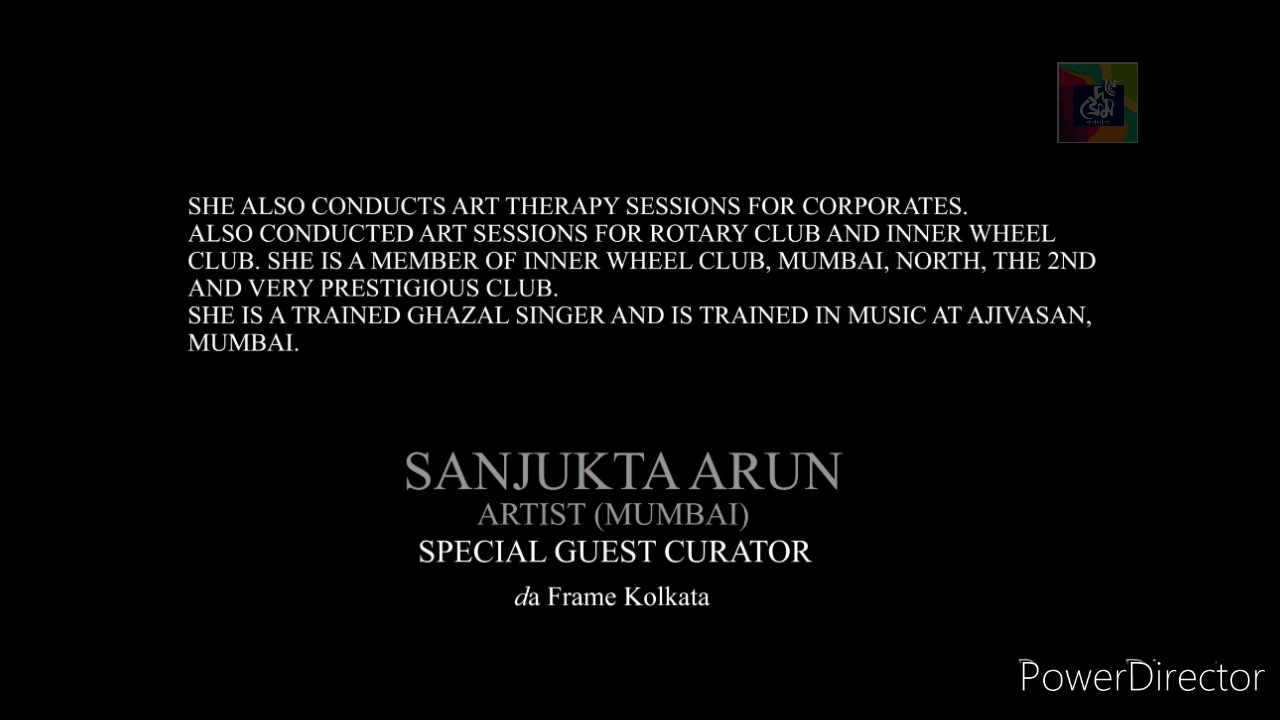 দ্য
ফ্রেম
SHE ALSO CONDUCTS ART THERAPY SESSIONS FOR CORPORATES.
ALSO CONDUCTED ART SESSIONS FOR ROTARY CLUB AND INNER WHEEL
CLUB. SHE IS A MEMBER OF INNER WHEEL CLUB, MUMBAI, NORTH, THE 2ND
AND VERY PRESTIGIOUS CLUB.
SHE IS A TRAINED GHAZAL SINGER AND IS TRAINED IN MUSIC AT AJIVASAN,
MUMBAI.
SANJUKTA ARUN
ARTIST (MUMBAI)
SPECIAL GUEST CURATOR
da Frame Kolkata
PowerDirector